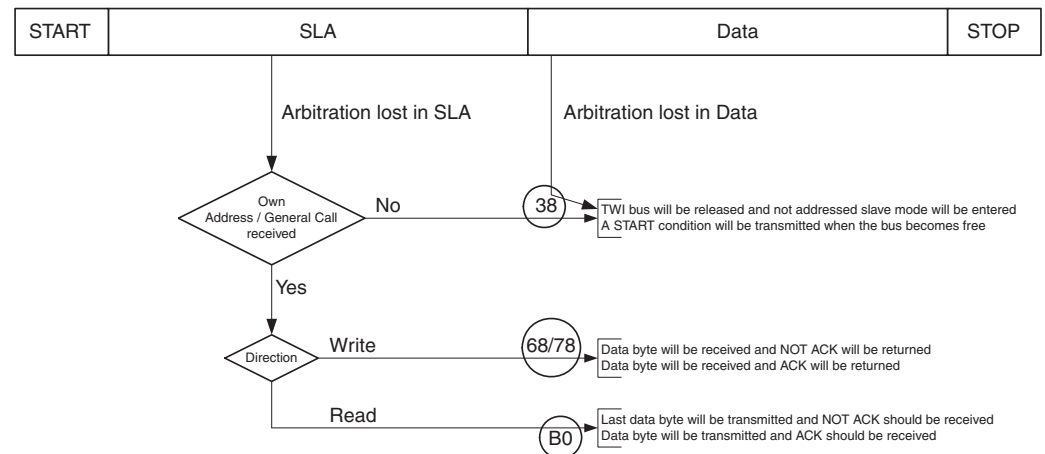 START SLA Data STOP
Arbitration lost in SLA Arbitration lost in Data
Own
Address / General Call
received
No
38
TWI bus will be released and not addressed slave mode will be entered
A START condition will be transmitted when the bus becomes free
Yes
Direction
Write
68/78
Data byte will be received and NOT ACK will be returned
Data byte will be received and ACK will be returned
Read
B0
Last data byte will be transmitted and NOT ACK should be received
Data byte will be transmitted and ACK should be received